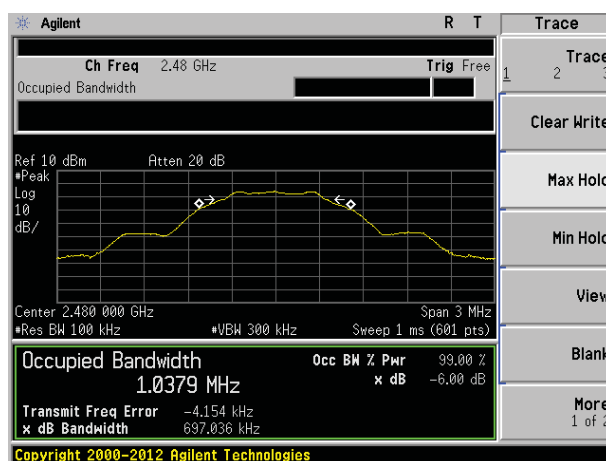 Agilent R T Trace
Ch Freq 2.48 GHz Trig Free
Occupied Bandwidth
Trace
1 2 3
Clear Write
Max Hold
Min Hold
View
Blank
More
1 of 2
Ref 10 dBm Atten 20 dB
#Peak
Log
10
dB/
Center 2.480 000 GHz Span 3 MHz
#Res BW 100 kHz #VBW 300 kHz Sweep 1 ms (601 pts)
Occupied Bandwidth Occ BW % Pwr 99.00 %
1.0379 MHz x dB -6.00 dB
Transmit Freq Error -4.154 kHz
x dB Bandwidth 697.036 kHz
Copyright 2000-2012 Agilent Technologies